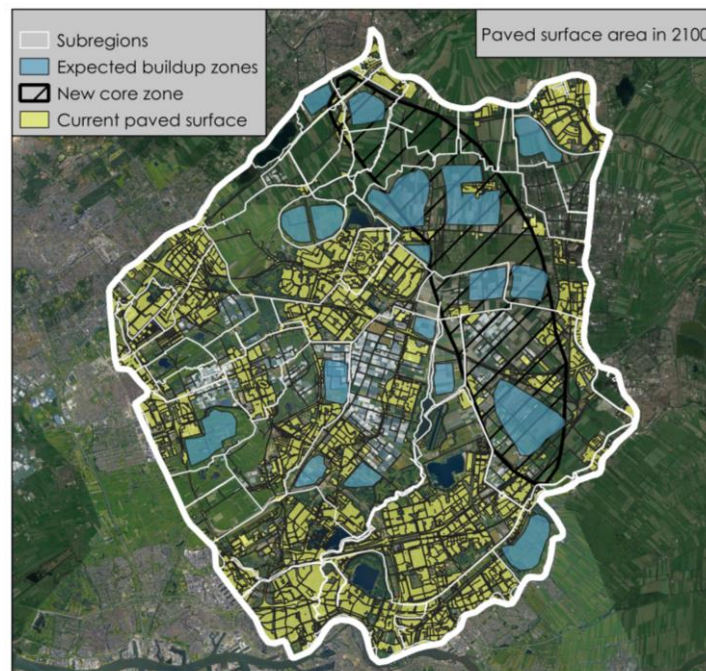 Subregions
Expected buildup zones
New core zone
Current paved surface
Paved surface area in 2100